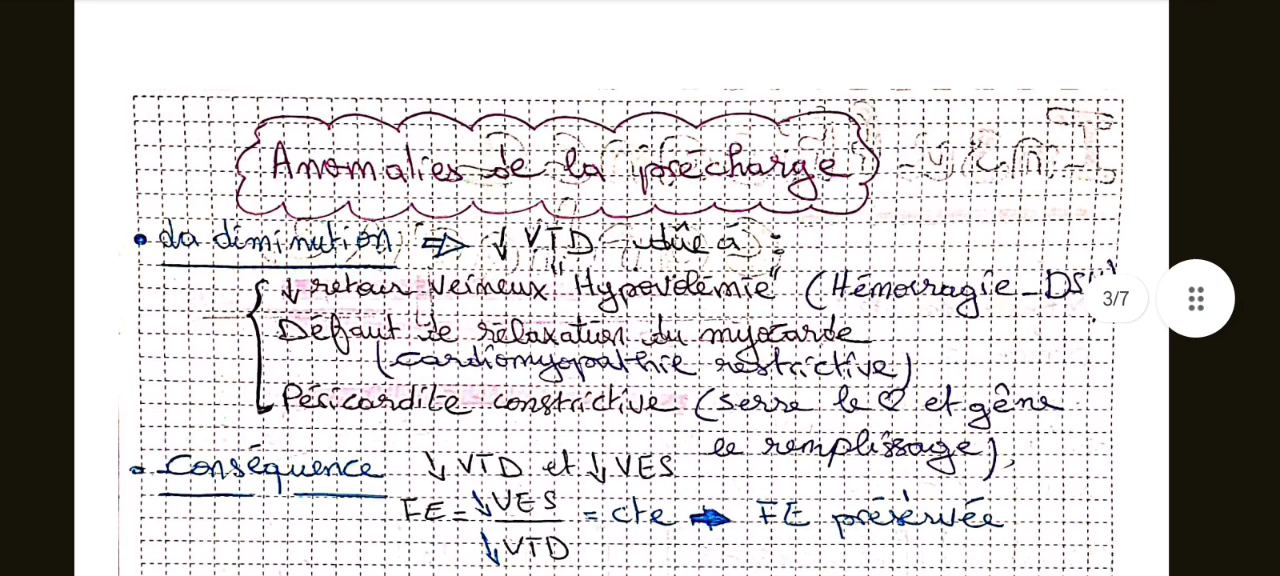 Anomalies de la précharge
• La diminution ⇒ ↓ VTD dûe à :
↓ retour veineux "Hypovolémie" (Hémorragie - DS
3/7
Défaut de rélaxation du myocarde
(cardiomyopathie restrictive)
Péricardite constrictive (serre le ♡ et gêne
le remplissage),
• Conséquence ↓ VTD et ↓ VES
FE = ↓VES / ↓VTD = cte ➡ FE préservée